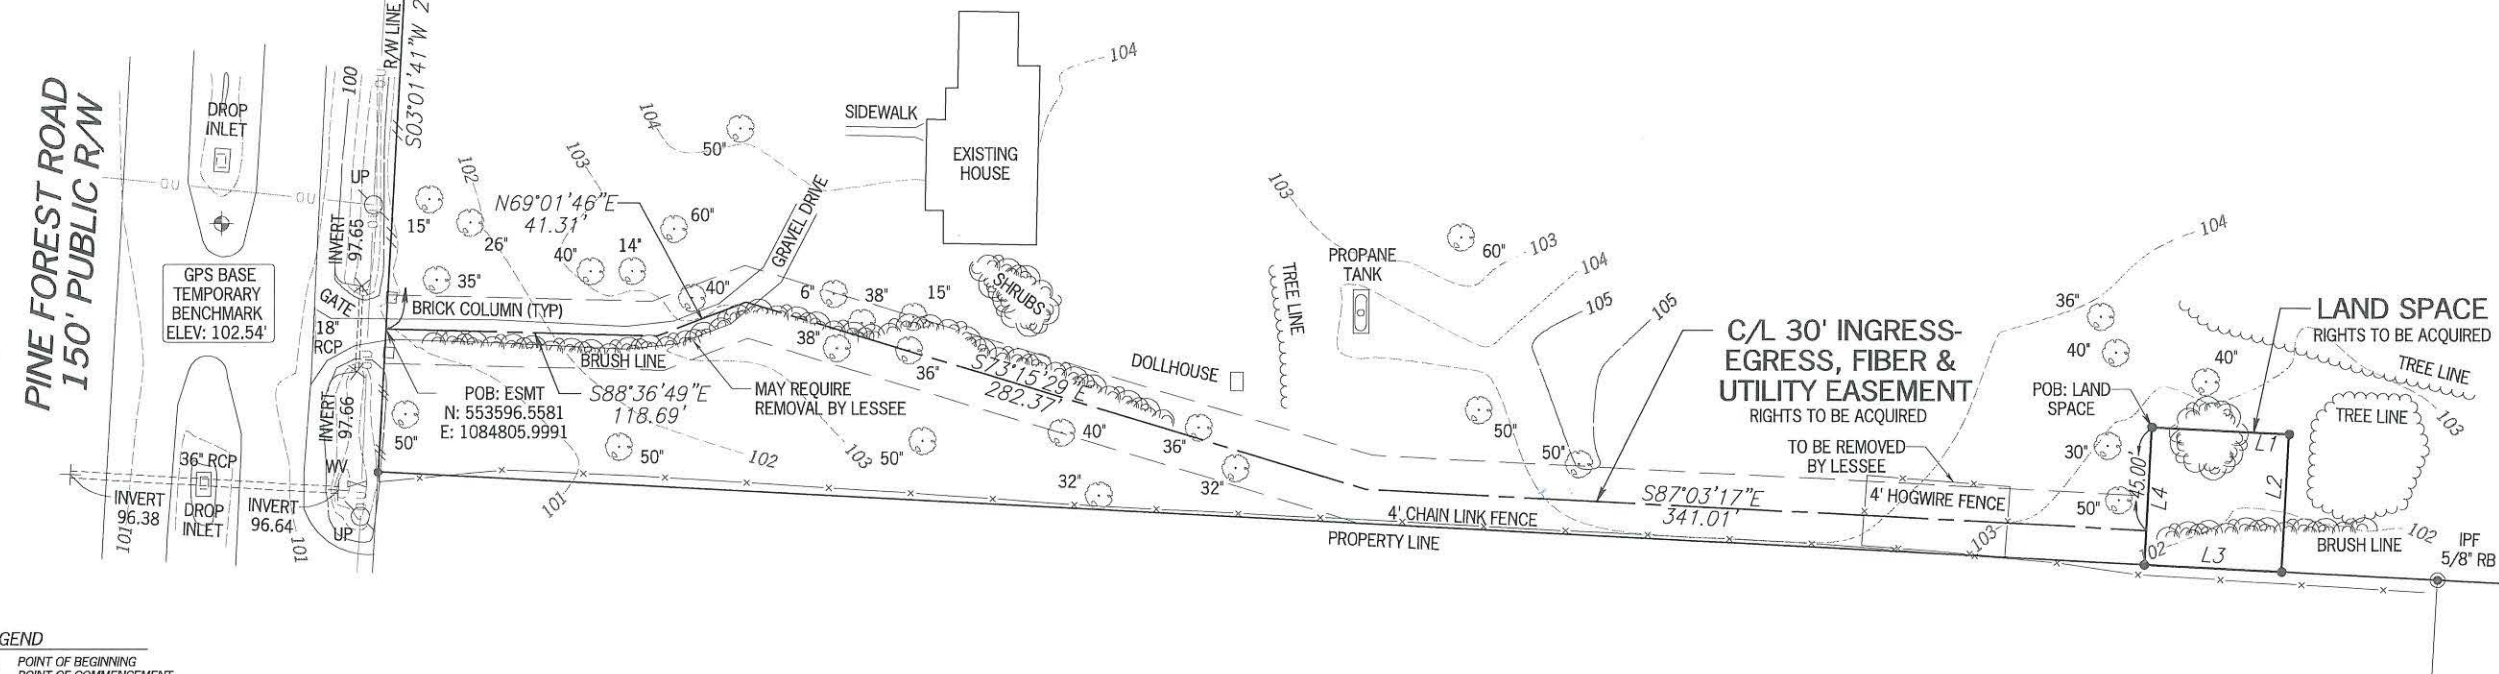 PINE FOREST ROAD
150' PUBLIC R/W
DROP
INLET
OU
OU
GPS BASE
TEMPORARY
BENCHMARK
ELEV: 102.54'
36" RCP
DROP
INLET
INVERT
96.38
INVERT
96.64
101
101
100
R/W LINE
S03°01'41"W 2
UP
INVERT
97.65
GATE
18"
RCP
INVERT
97.66
WV
UP
15"
102
26"
35"
BRICK COLUMN (TYP)
N69°01'46"E
41.31'
103
104
50"
40"
14"
60"
40"
GRAVEL DRIVE
SIDEWALK
EXISTING
HOUSE
104
SHRUBS
6"
38"
15"
38"
36"
BRUSH LINE
POB: ESMT
N: 553596.5581
E: 1084805.9991
S88°36'49"E
118.69'
MAY REQUIRE
REMOVAL BY LESSEE
S73°15'29"E
282.37'
50"
50"
102
103
50"
101
40"
32"
36"
32"
DOLLHOUSE
TREE LINE
103
PROPANE
TANK
60"
103
104
105
105
50"
50"
C/L 30' INGRESS-
EGRESS, FIBER &
UTILITY EASEMENT
RIGHTS TO BE ACQUIRED
TO BE REMOVED
BY LESSEE
S87°03'17"E
341.01'
4' HOGWIRE FENCE
4' CHAIN LINK FENCE
PROPERTY LINE
103
104
LAND SPACE
RIGHTS TO BE ACQUIRED
36"
40"
40"
TREE LINE
POB: LAND
SPACE
TREE LINE
103
30"
50"
45.00'
L1
L2
L3
L4
102
102
BRUSH LINE
IPF
5/8" RB
GEND
POINT OF BEGINNING
POINT OF COMMENCEMENT